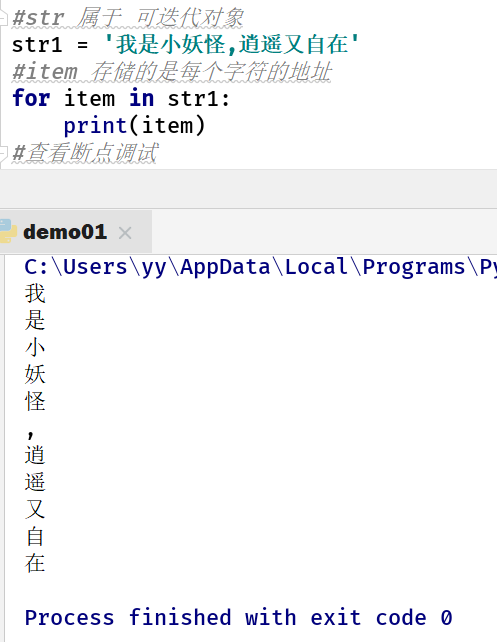 #str 属于 可迭代对象
str1 = '我是小妖怪,逍遥又自在'
#item 存储的是每个字符的地址
for item in str1:
    print(item)
#查看断点调试
demo01
C:\Users\yy\AppData\Local\Programs\Py
我
是
小
妖
怪
,
逍
遥
又
自
在
Process finished with exit code 0